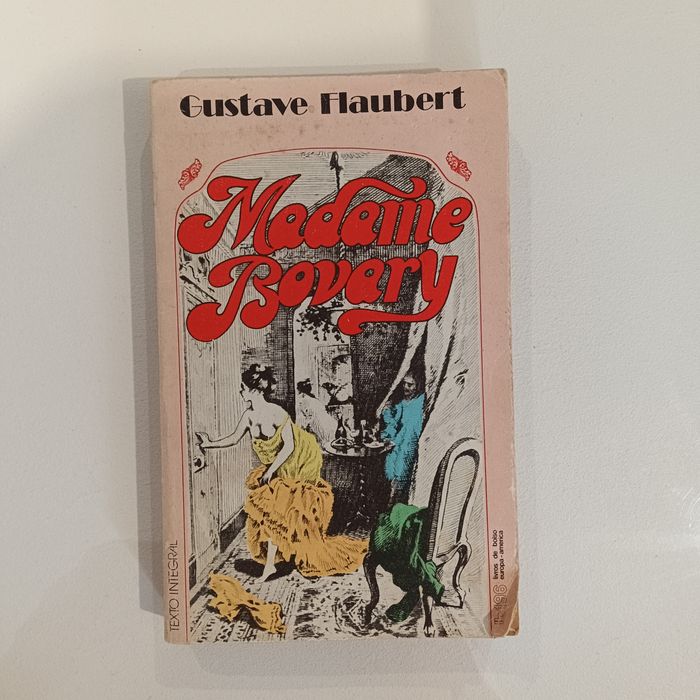 Gustave Flaubert
Madame
Bovary
TEXTO INTEGRAL
livros de bolso
europa-américa